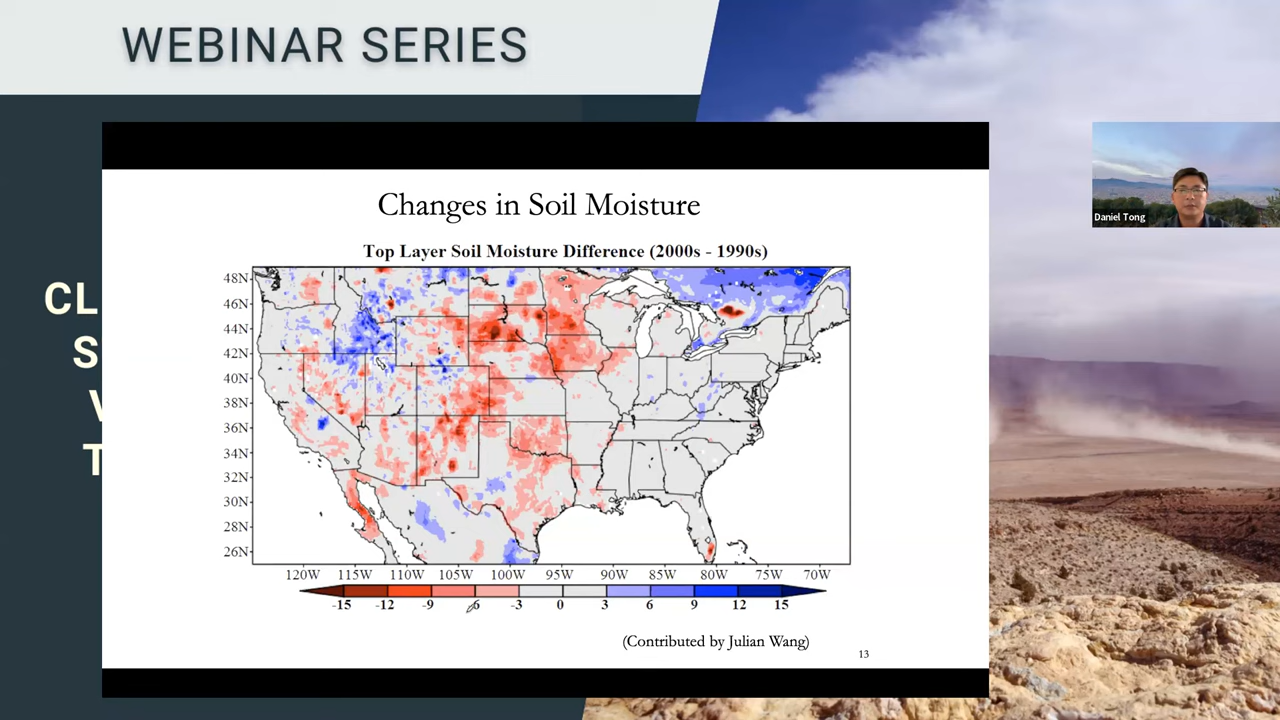 WEBINAR SERIES
CL
S
V
T
Changes in Soil Moisture
Top Layer Soil Moisture Difference (2000s - 1990s)
48N
46N
44N
42N
40N
38N
36N
34N
32N
30N
28N
26N
120W 115W 110W 105W 100W 95W 90W 85W 80W 75W 70W
-15 -12 -9 -6 -3 0 3 6 9 12 15
(Contributed by Julian Wang)
13
Daniel Tong